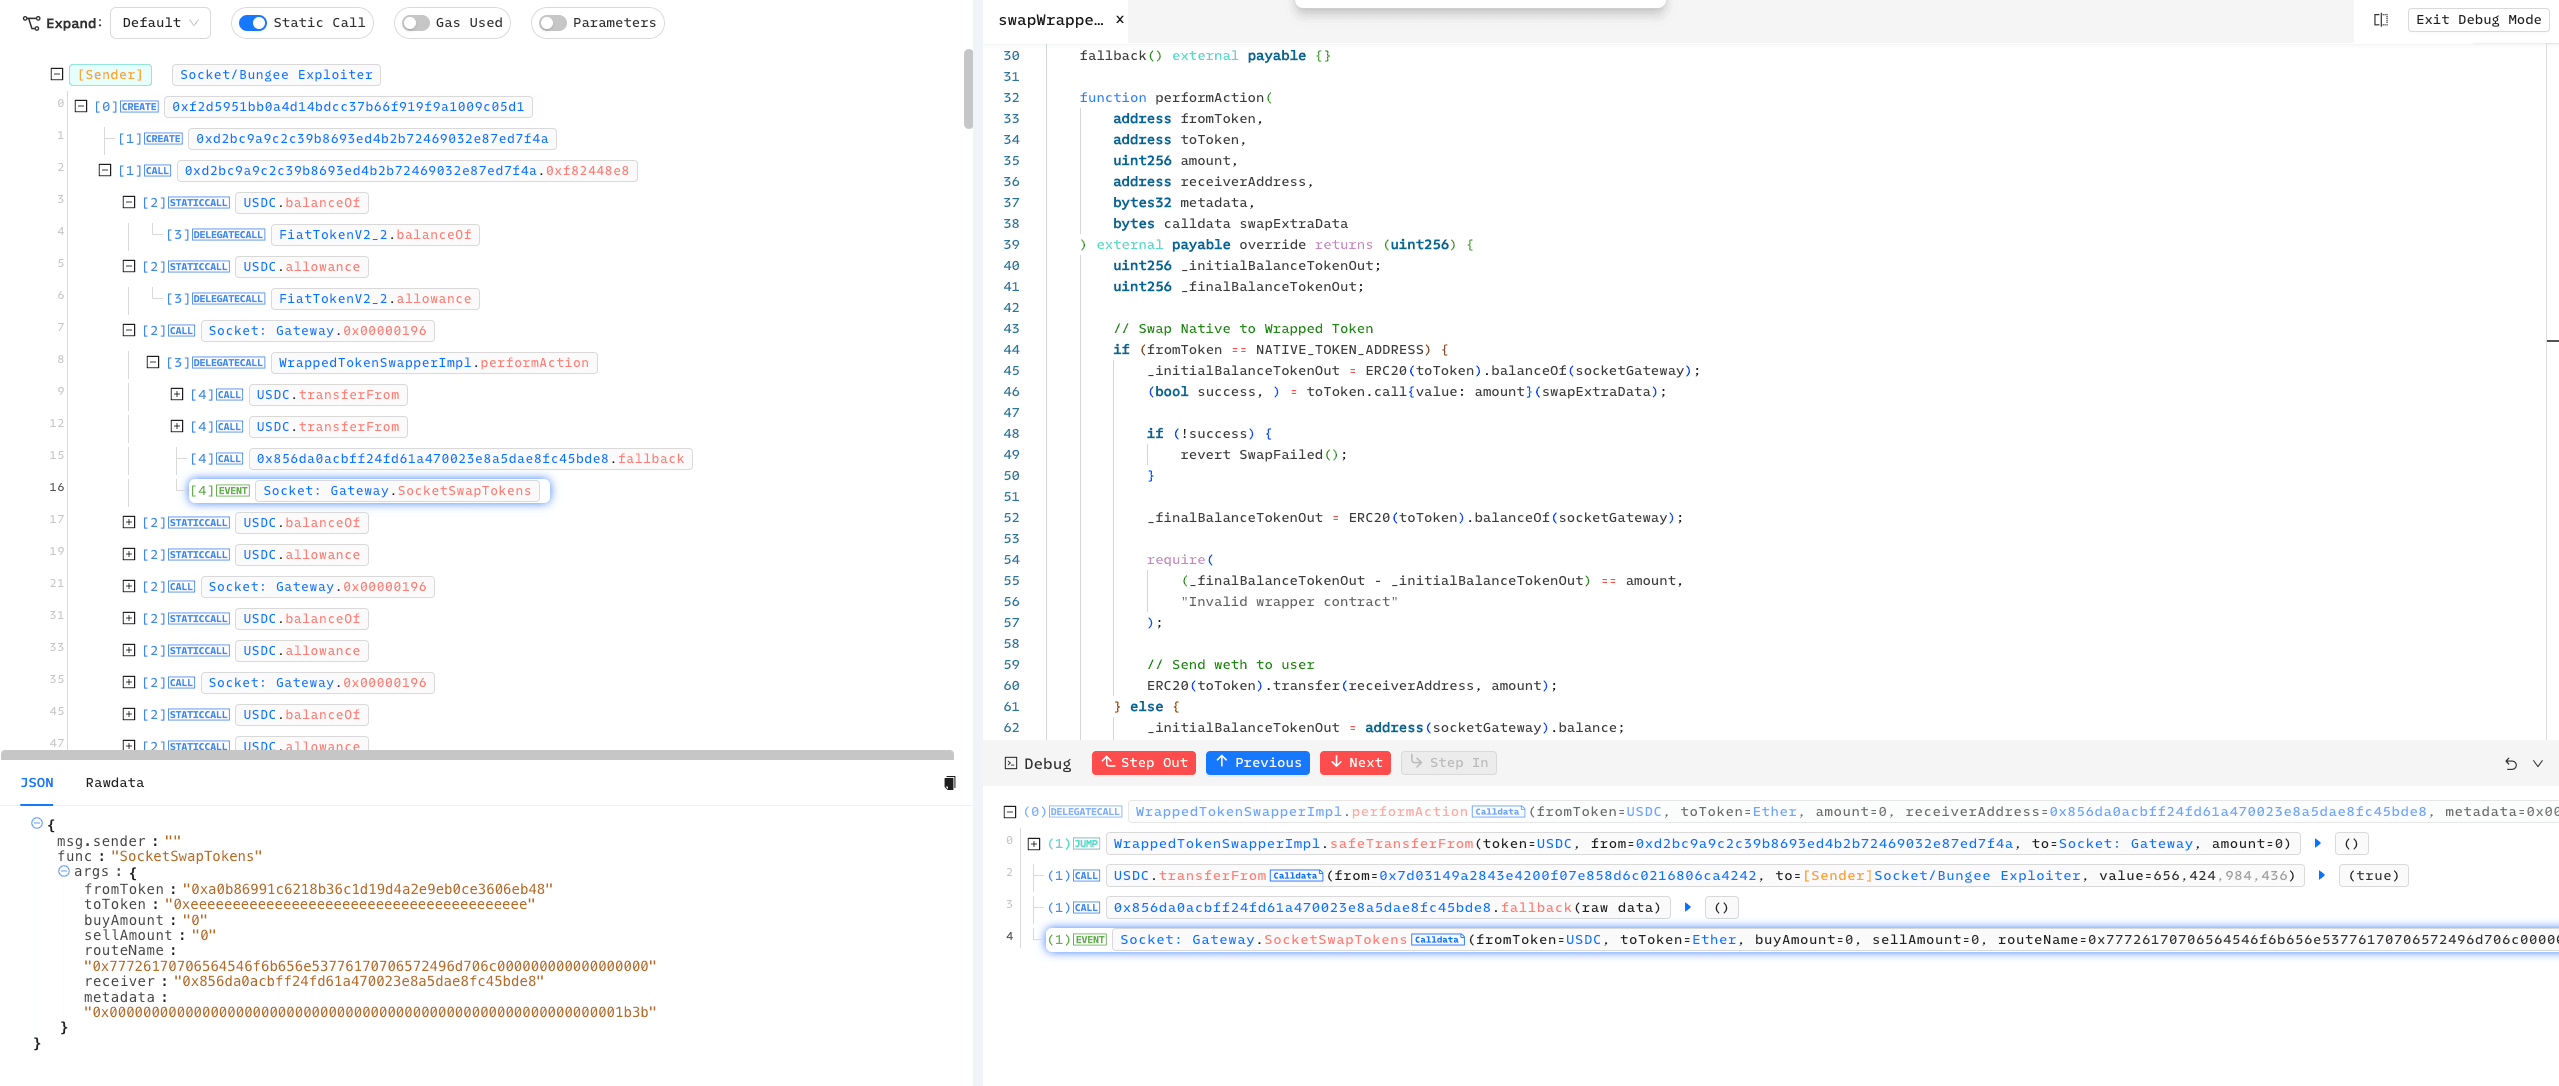 Expand: Default Static Call Gas Used Parameters
[Sender] Socket/Bungee Exploiter
0 [0] CREATE 0xf2d5951bb0a4d14bdcc37b66f919f9a1009c05d1
1 [1] CREATE 0xd2bc9a9c2c39b8693ed4b2b72469032e87ed7f4a
2 [1] CALL 0xd2bc9a9c2c39b8693ed4b2b72469032e87ed7f4a.0xf82448e8
3 [2] STATICCALL USDC.balanceOf
4 [3] DELEGATECALL FiatTokenV2_2.balanceOf
5 [2] STATICCALL USDC.allowance
6 [3] DELEGATECALL FiatTokenV2_2.allowance
7 [2] CALL Socket: Gateway.0x00000196
8 [3] DELEGATECALL WrappedTokenSwapperImpl.performAction
9 [4] CALL USDC.transferFrom
12 [4] CALL USDC.transferFrom
15 [4] CALL 0x856da0acbff24fd61a470023e8a5dae8fc45bde8.fallback
16 [4] EVENT Socket: Gateway.SocketSwapTokens
17 [2] STATICCALL USDC.balanceOf
19 [2] STATICCALL USDC.allowance
21 [2] CALL Socket: Gateway.0x00000196
31 [2] STATICCALL USDC.balanceOf
33 [2] STATICCALL USDC.allowance
35 [2] CALL Socket: Gateway.0x00000196
45 [2] STATICCALL USDC.balanceOf
47 [2] STATICCALL USDC.allowance
JSON Rawdata
{
msg.sender : ""
func : "SocketSwapTokens"
args : {
fromToken : "0xa0b86991c6218b36c1d19d4a2e9eb0ce3606eb48"
toToken : "0xeeeeeeeeeeeeeeeeeeeeeeeeeeeeeeeeeeeeeeee"
buyAmount : "0"
sellAmount : "0"
routeName :
"0x77726170706564546f6b656e53776170706572496d706c000000000000000000"
receiver : "0x856da0acbff24fd61a470023e8a5dae8fc45bde8"
metadata :
"0x0000000000000000000000000000000000000000000000000000000000001b3b"
}
}
swapWrappe... x Exit Debug Mode
30 fallback() external payable {}
31
32 function performAction(
33 address fromToken,
34 address toToken,
35 uint256 amount,
36 address receiverAddress,
37 bytes32 metadata,
38 bytes calldata swapExtraData
39 ) external payable override returns (uint256) {
40 uint256 _initialBalanceTokenOut;
41 uint256 _finalBalanceTokenOut;
42
43 // Swap Native to Wrapped Token
44 if (fromToken == NATIVE_TOKEN_ADDRESS) {
45 _initialBalanceTokenOut = ERC20(toToken).balanceOf(socketGateway);
46 (bool success, ) = toToken.call{value: amount}(swapExtraData);
47
48 if (!success) {
49 revert SwapFailed();
50 }
51
52 _finalBalanceTokenOut = ERC20(toToken).balanceOf(socketGateway);
53
54 require(
55 (_finalBalanceTokenOut - _initialBalanceTokenOut) == amount,
56 "Invalid wrapper contract"
57 );
58
59 // Send weth to user
60 ERC20(toToken).transfer(receiverAddress, amount);
61 } else {
62 _initialBalanceTokenOut = address(socketGateway).balance;
Debug Step Out Previous Next Step In
(0) DELEGATECALL WrappedTokenSwapperImpl.performAction Calldata (fromToken=USDC, toToken=Ether, amount=0, receiverAddress=0x856da0acbff24fd61a470023e8a5dae8fc45bde8, metadata=0x00
0 (1) JUMP WrappedTokenSwapperImpl.safeTransferFrom(token=USDC, from=0xd2bc9a9c2c39b8693ed4b2b72469032e87ed7f4a, to=Socket: Gateway, amount=0) ()
2 (1) CALL USDC.transferFrom Calldata (from=0x7d03149a2843e4200f07e858d6c0216806ca4242, to=[Sender]Socket/Bungee Exploiter, value=656,424,984,436) (true)
3 (1) CALL 0x856da0acbff24fd61a470023e8a5dae8fc45bde8.fallback(raw data) ()
4 (1) EVENT Socket: Gateway.SocketSwapTokens Calldata (fromToken=USDC, toToken=Ether, buyAmount=0, sellAmount=0, routeName=0x77726170706564546f6b656e53776170706572496d706c0000